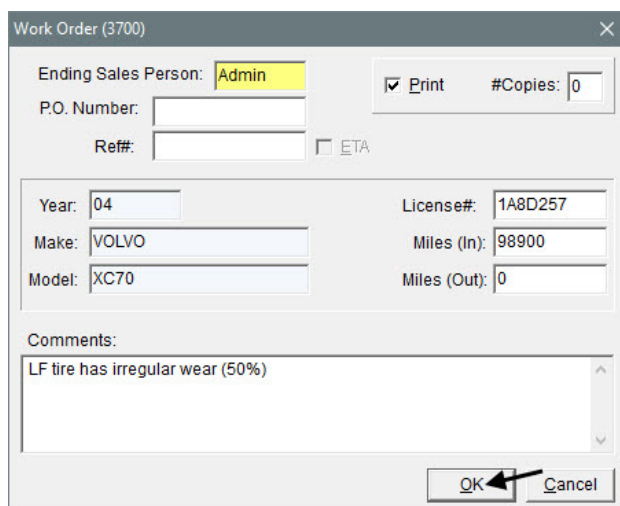 Work Order (3700)
Ending Sales Person: Admin
Print #Copies: 0
P.O. Number:
Ref#: ETA
Year: 04 License#: 1A8D257
Make: VOLVO Miles (In): 98900
Model: XC70 Miles (Out): 0
Comments:
LF tire has irregular wear (50%)
OK Cancel